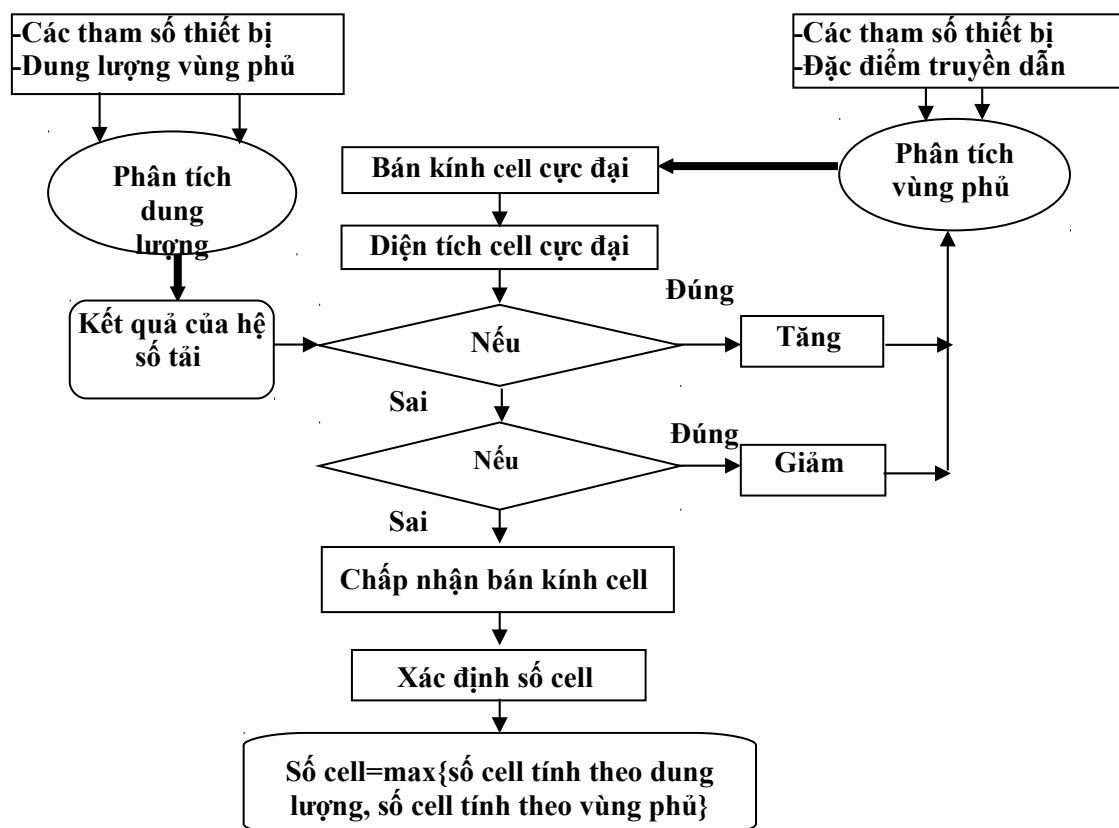 -Các tham số thiết bị
-Dung lượng vùng phủ
-Các tham số thiết bị
-Đặc điểm truyền dẫn
Phân tích
dung
lượng
Bán kính cell cực đại
Phân tích
vùng phủ
Diện tích cell cực đại
Đúng
Kết quả của hệ
số tải
Nếu
Tăng
Sai
Đúng
Nếu
Giảm
Sai
Chấp nhận bán kính cell
Xác định số cell
Số cell=max{số cell tính theo dung
lượng, số cell tính theo vùng phủ}